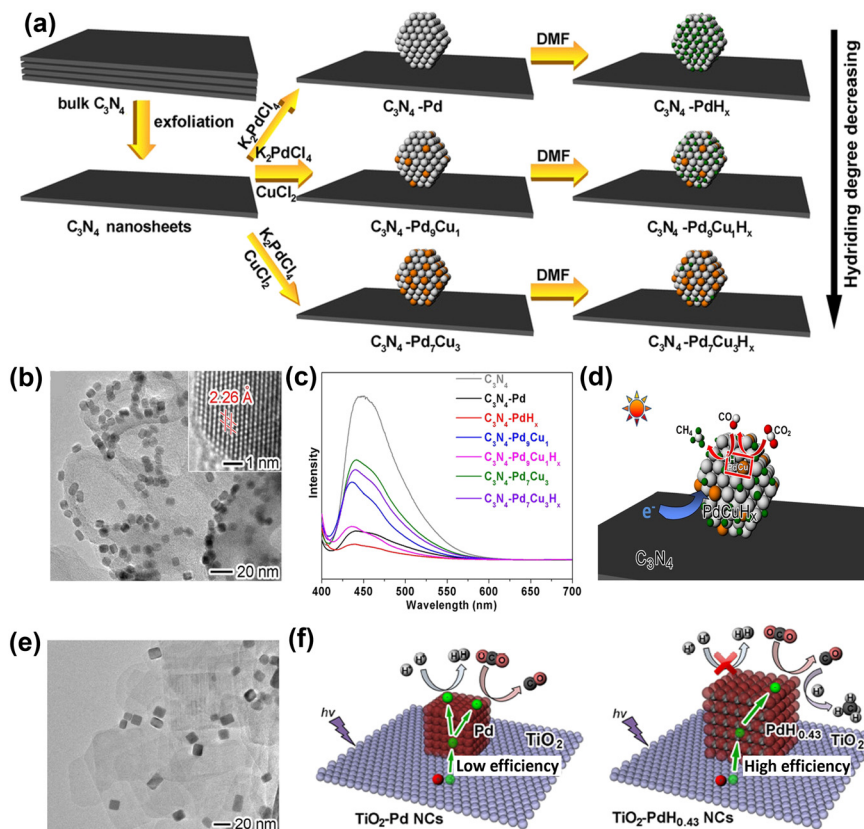 (a)
bulk C₃N₄
exfoliation
C₃N₄ nanosheets
K₂PdCl₄
K₂PdCl₄
CuCl₂
K₂PdCl₄
CuCl₂
C₃N₄ -Pd
DMF
C₃N₄ -PdHₓ
C₃N₄ -Pd₉Cu₁
DMF
C₃N₄ -Pd₉Cu₁Hₓ
C₃N₄ -Pd₇Cu₃
DMF
C₃N₄ -Pd₇Cu₃Hₓ
Hydriding degree decreasing
(b)
2.26 Å
1 nm
20 nm
(c)
Intensity
C₃N₄
C₃N₄-Pd
C₃N₄-PdHₓ
C₃N₄-Pd₉Cu₁
C₃N₄-Pd₉Cu₁Hₓ
C₃N₄-Pd₇Cu₃
C₃N₄-Pd₇Cu₃Hₓ
400 450 500 550 600 650 700
Wavelength (nm)
(d)
CH₄
CO
CO₂
H
PdCu
PdCuHₓ
e⁻
C₃N₄
(e)
20 nm
(f)
H⁺
H H
O C O
C O
hν
Pd
TiO₂
Low efficiency
TiO₂-Pd NCs
H⁺
H H
O C O
C O
H⁺
H C H
H H
hν
PdH₀.₄₃
TiO₂
High efficiency
TiO₂-PdH₀.₄₃ NCs